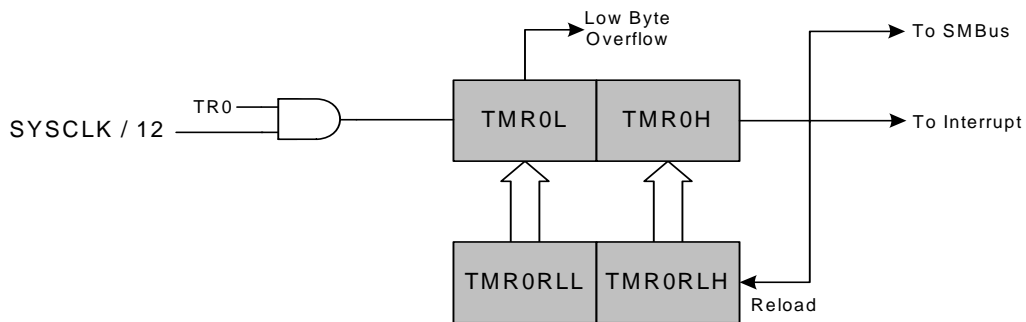 Low Byte
Overflow
To SMBus
TR0
SYSCLK / 12
TMR0L
TMR0H
To Interrupt
TMR0RLL
TMR0RLH
Reload